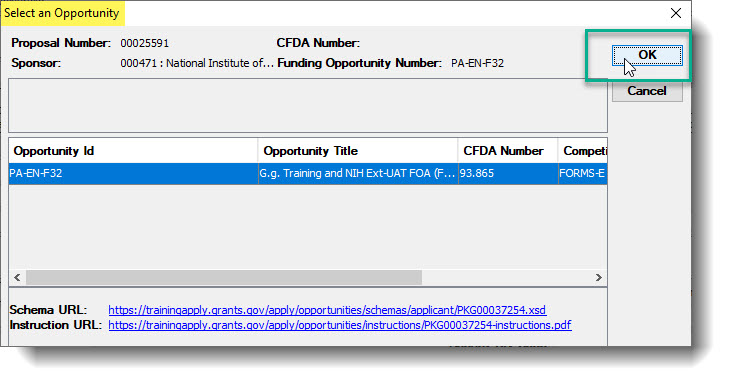 Select an Opportunity
Proposal Number: 00025591 CFDA Number:
OK
Sponsor: 000471 : National Institute of... Funding Opportunity Number: PA-EN-F32
Cancel
Opportunity Id Opportunity Title CFDA Number Competi
PA-EN-F32 G.g. Training and NIH Ext-UAT FOA (F... 93.865 FORMS-E
Schema URL: https://trainingapply.grants.gov/apply/opportunities/schemas/applicant/PKG00037254.xsd
Instruction URL: https://trainingapply.grants.gov/apply/opportunities/instructions/PKG00037254-instructions.pdf